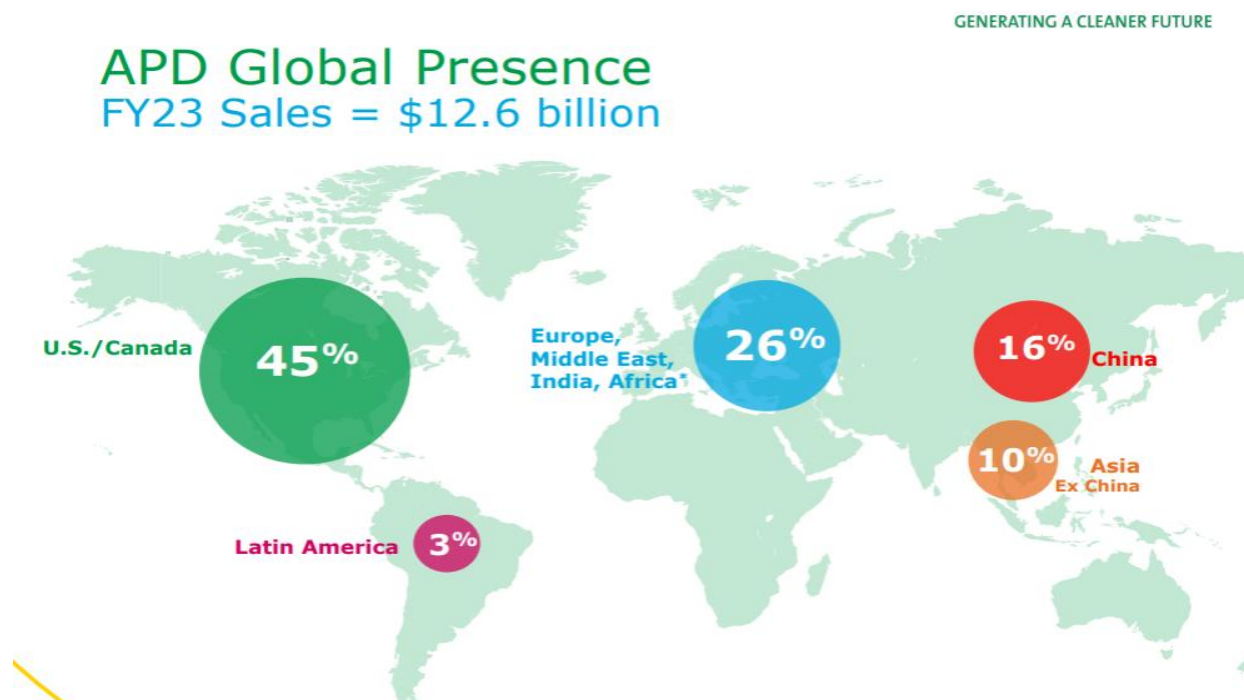 GENERATING A CLEANER FUTURE
APD Global Presence
FY23 Sales = $12.6 billion
U.S./Canada
45%
Europe,
Middle East,
India, Africa*
26%
16%
China
10%
Asia
Ex China
Latin America
3%